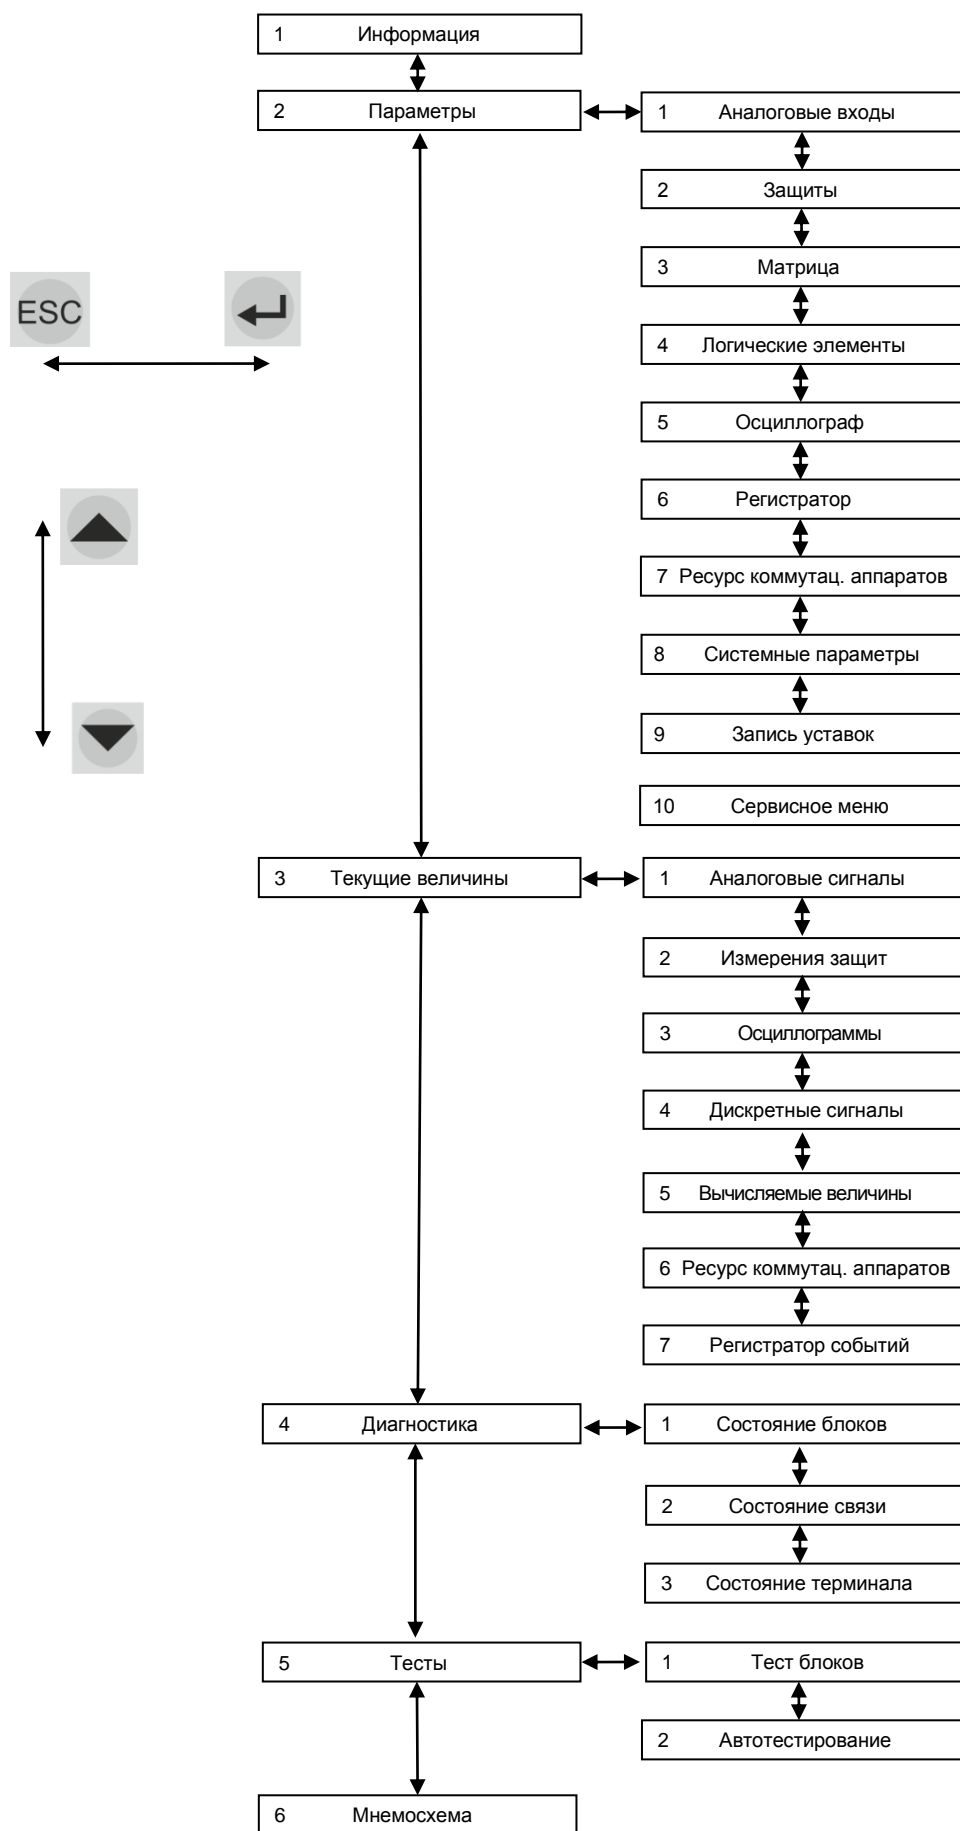 1 Информация
2 Параметры
1 Аналоговые входы
2 Защиты
3 Матрица
ESC
4 Логические элементы
5 Осциллограф
6 Регистратор
7 Ресурс коммутац. аппаратов
8 Системные параметры
9 Запись уставок
10 Сервисное меню
3 Текущие величины
1 Аналоговые сигналы
2 Измерения защит
3 Осциллограммы
4 Дискретные сигналы
5 Вычисляемые величины
6 Ресурс коммутац. аппаратов
7 Регистратор событий
4 Диагностика
1 Состояние блоков
2 Состояние связи
3 Состояние терминала
5 Тесты
1 Тест блоков
2 Автотестирование
6 Мнемосхема